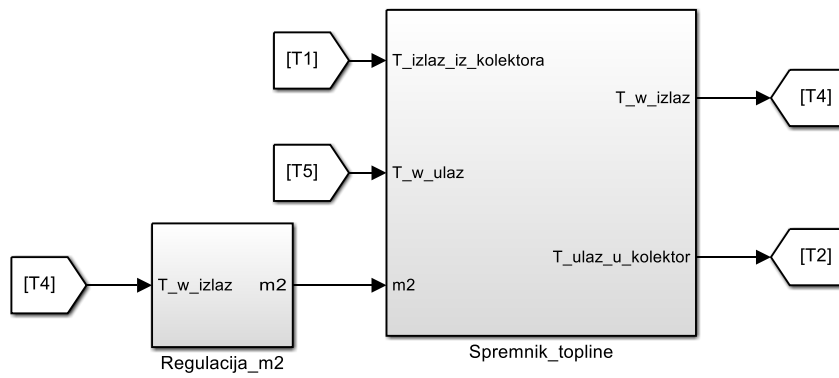 [T1]
T_izlaz_iz_kolektora
T_w_izlaz
[T4]
[T5]
T_w_ulaz
T_ulaz_u_kolektor
[T2]
[T4]
T_w_izlaz
m2
m2
Regulacija_m2
Spremnik_topline